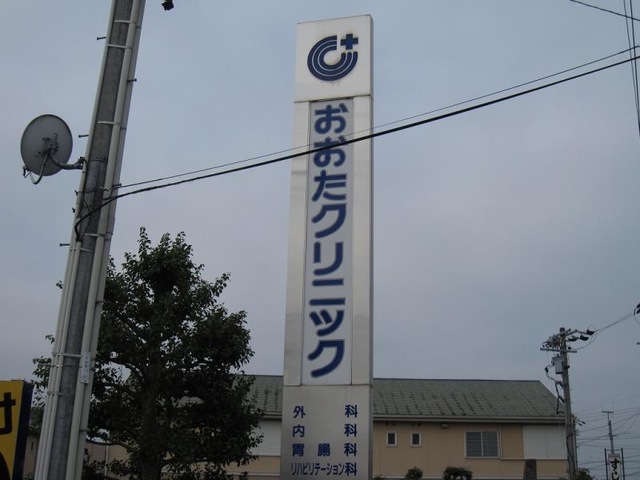 おおたクリニック
外科
内科
胃腸科
リハビリテーション科